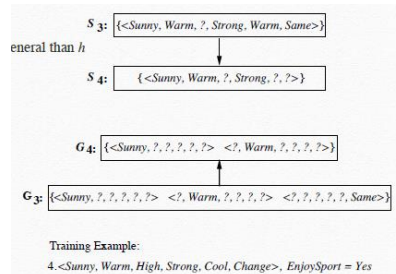 S 3: {<Sunny, Warm, ?, Strong, Warm, Same>}
eneral than h
S 4: {<Sunny, Warm, ?, Strong, ?, ?>}
G 4: {<Sunny, ?, ?, ?, ?, ?> <?, Warm, ?, ?, ?, ?>}
G 3: {<Sunny, ?, ?, ?, ?, ?> <?, Warm, ?, ?, ?, ?> <?, ?, ?, ?, ?, Same>}
Training Example:
4.<Sunny, Warm, High, Strong, Cool, Change>, EnjoySport = Yes